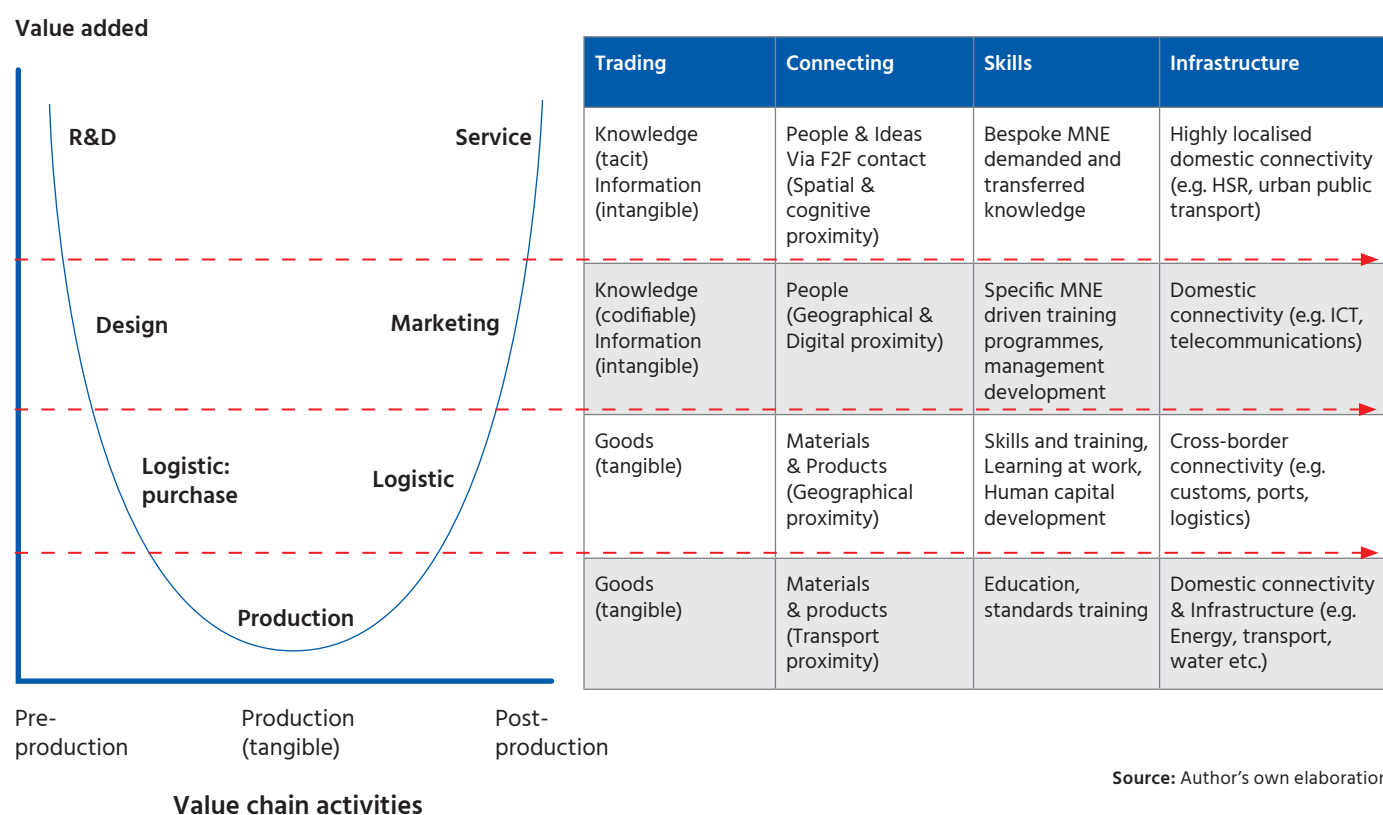 Value added
R&D
Service
Design
Marketing
Logistic:
purchase
Logistic
Production
Pre-
production
Production
(tangible)
Post-
production
Value chain activities
Trading
Connecting
Skills
Infrastructure
Knowledge
(tacit)
Information
(intangible)
People & Ideas
Via F2F contact
(Spatial &
cognitive
proximity)
Bespoke MNE
demanded and
transferred
knowledge
Highly localised
domestic connectivity
(e.g. HSR, urban public
transport)
Knowledge
(codifiable)
Information
(intangible)
People
(Geographical &
Digital proximity)
Specific MNE
driven training
programmes,
management
development
Domestic
connectivity (e.g. ICT,
telecommunications)
Goods
(tangible)
Materials
& Products
(Geographical
proximity)
Skills and training,
Learning at work,
Human capital
development
Cross-border
connectivity (e.g.
customs, ports,
logistics)
Goods
(tangible)
Materials
& products
(Transport
proximity)
Education,
standards training
Domestic connectivity
& Infrastructure (e.g.
Energy, transport,
water etc.)
Source: Author's own elaboration